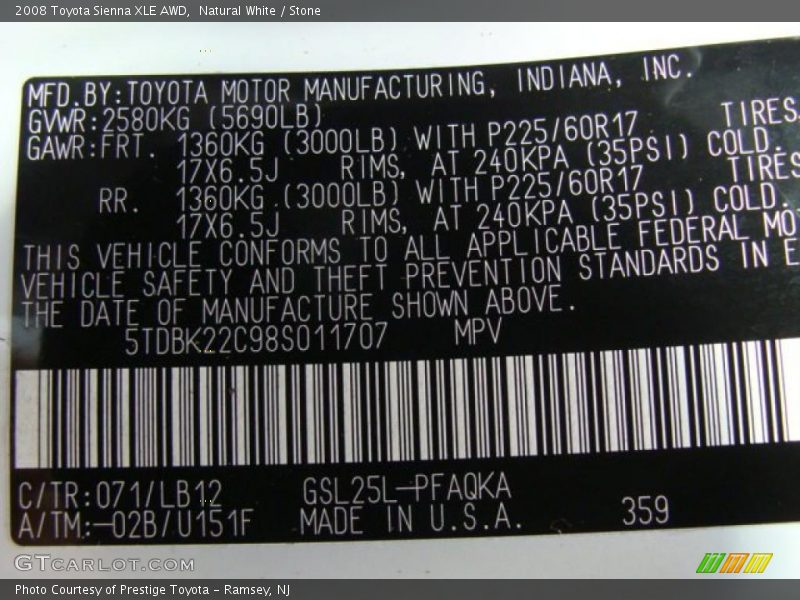 2008 Toyota Sienna XLE AWD,  Natural White / Stone
MFD.BY:TOYOTA MOTOR MANUFACTURING, INDIANA, INC.
GVWR:2580KG (5690LB)
GAWR:FRT. 1360KG (3000LB) WITH P225/60R17 TIRES,
17X6.5J RIMS, AT 240KPA (35PSI) COLD.
RR. 1360KG (3000LB) WITH P225/60R17 TIRES
17X6.5J RIMS, AT 240KPA (35PSI) COLD.
THIS VEHICLE CONFORMS TO ALL APPLICABLE FEDERAL MO
VEHICLE SAFETY AND THEFT PREVENTION STANDARDS IN E
THE DATE OF MANUFACTURE SHOWN ABOVE.
5TDBK22C98S011707 MPV
C/TR:071/LB12 GSL25L-PFAQKA
A/TM:-02B/U151F MADE IN U.S.A. 359
GTCARLOT.COM
Photo Courtesy of Prestige Toyota - Ramsey, NJ